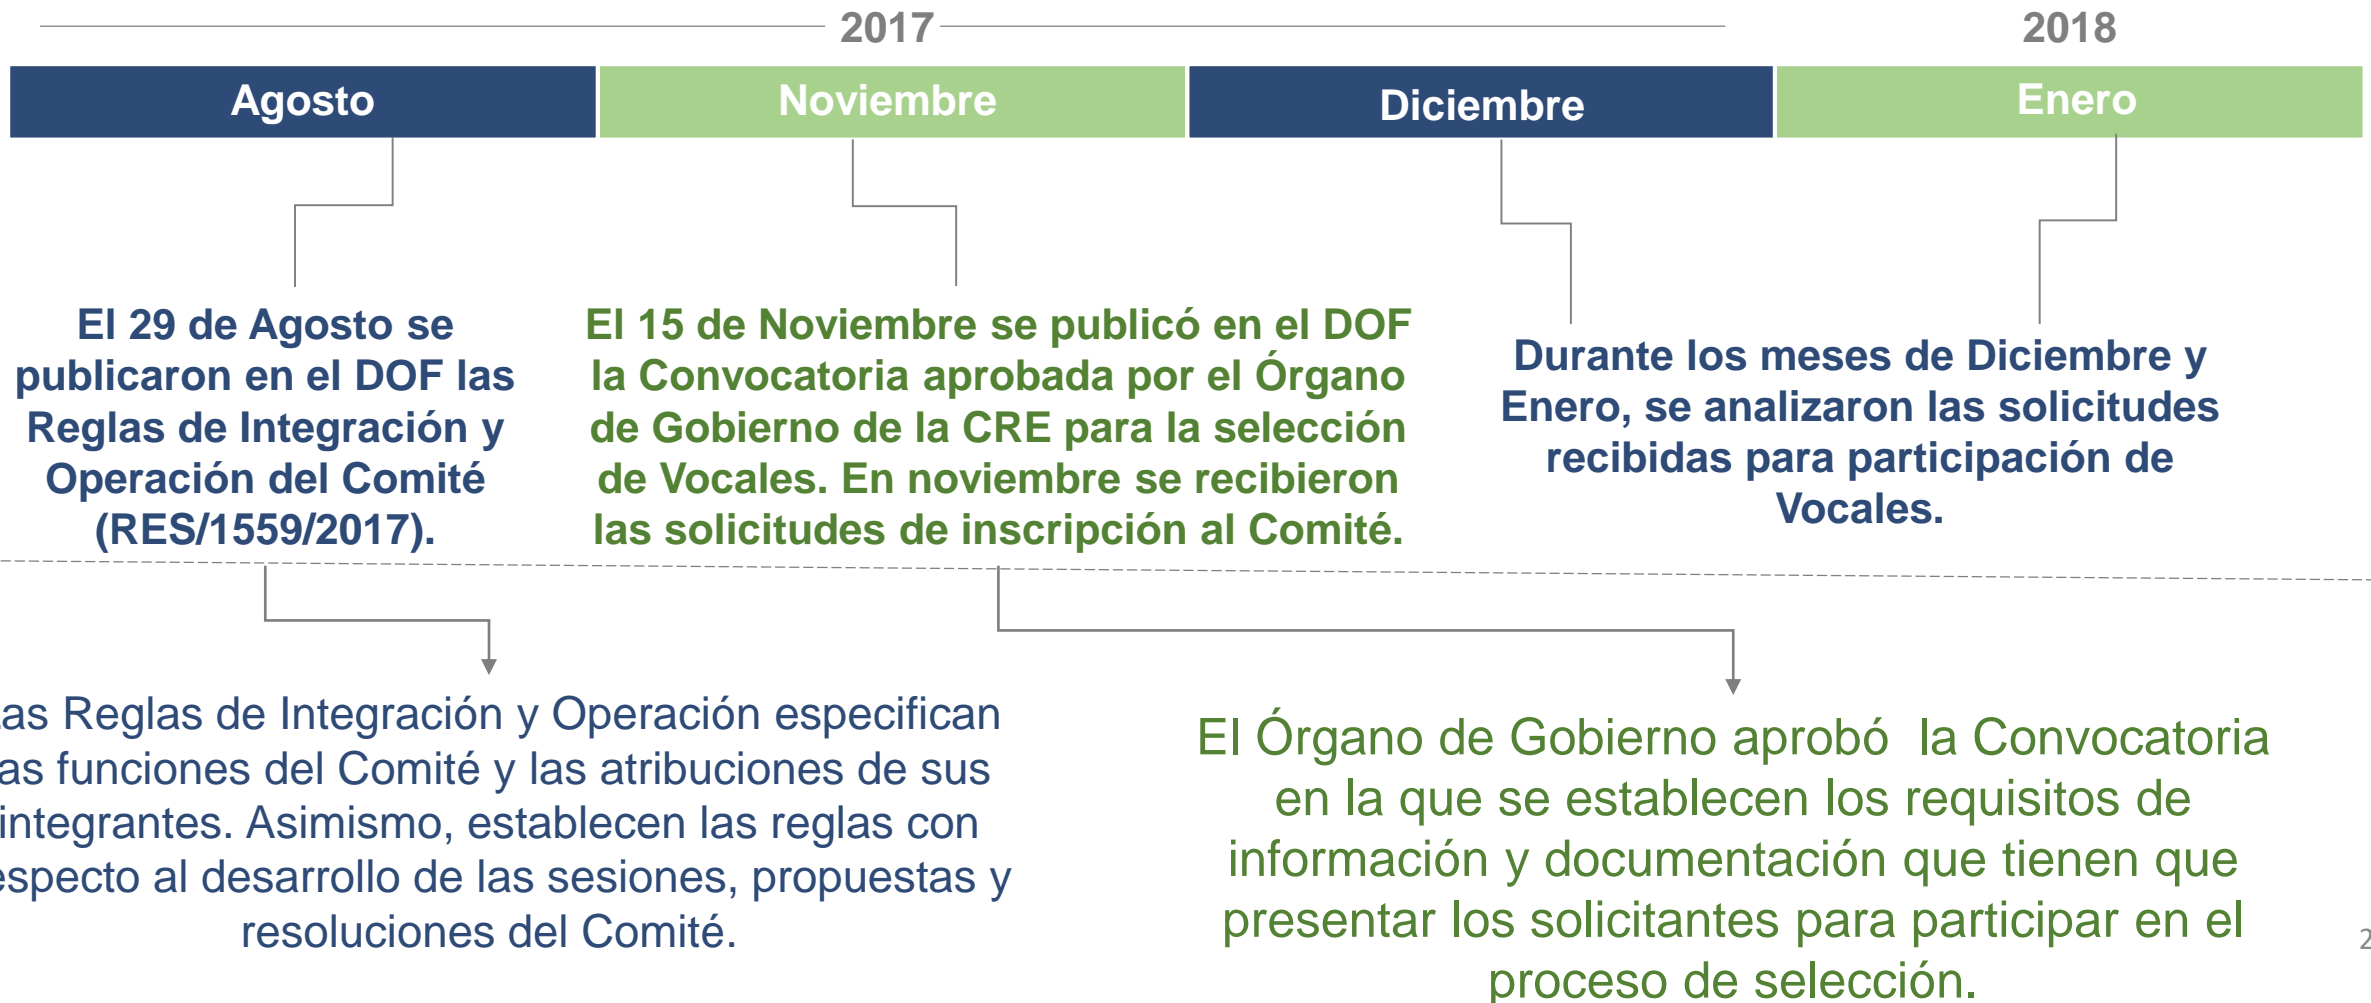 2017
2018
Agosto
Noviembre
Diciembre
Enero
El 29 de Agosto se
publicaron en el DOF las
Reglas de Integración y
Operación del Comité
(RES/1559/2017).
El 15 de Noviembre se publicó en el DOF
la Convocatoria aprobada por el Órgano
de Gobierno de la CRE para la selección
de Vocales. En noviembre se recibieron
las solicitudes de inscripción al Comité.
Durante los meses de Diciembre y
Enero, se analizaron las solicitudes
recibidas para participación de
Vocales.
as Reglas de Integración y Operación especifican
as funciones del Comité y las atribuciones de sus
integrantes. Asimismo, establecen las reglas con
especto al desarrollo de las sesiones, propuestas y
resoluciones del Comité.
El Órgano de Gobierno aprobó  la Convocatoria
en la que se establecen los requisitos de
información y documentación que tienen que
presentar los solicitantes para participar en el
proceso de selección.
2